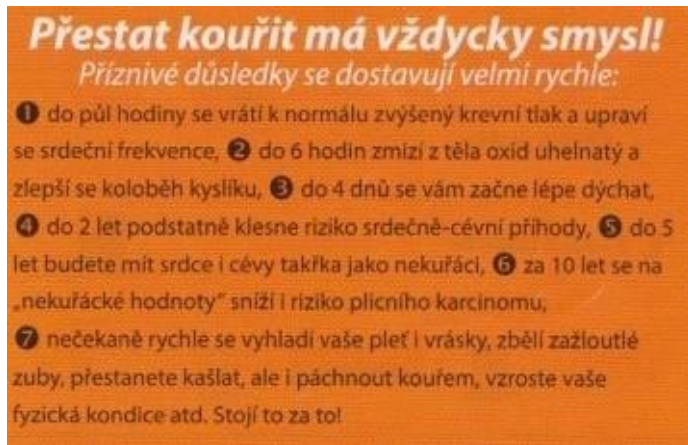 Přestat kouřit má vždycky smysl!
Příznivé důsledky se dostavují velmi rychle:
❶ do půl hodiny se vrátí k normálu zvýšený krevní tlak a upraví
se srdeční frekvence, ❷ do 6 hodin zmizí z těla oxid uhelnatý a
zlepší se koloběh kyslíku, ❸ do 4 dnů se vám začne lépe dýchat,
❹ do 2 let podstatně klesne riziko srdečně-cévní příhody, ❺ do 5
let budete mít srdce i cévy takřka jako nekuřáci, ❻ za 10 let se na
„nekuřácké hodnoty“ sníží i riziko plicního karcinomu,
❼ nečekaně rychle se vyhladí vaše pleť i vrásky, zbělí zažloutlé
zuby, přestanete kašlat, ale i páchnout kouřem, vzroste vaše
fyzická kondice atd. Stojí to za to!